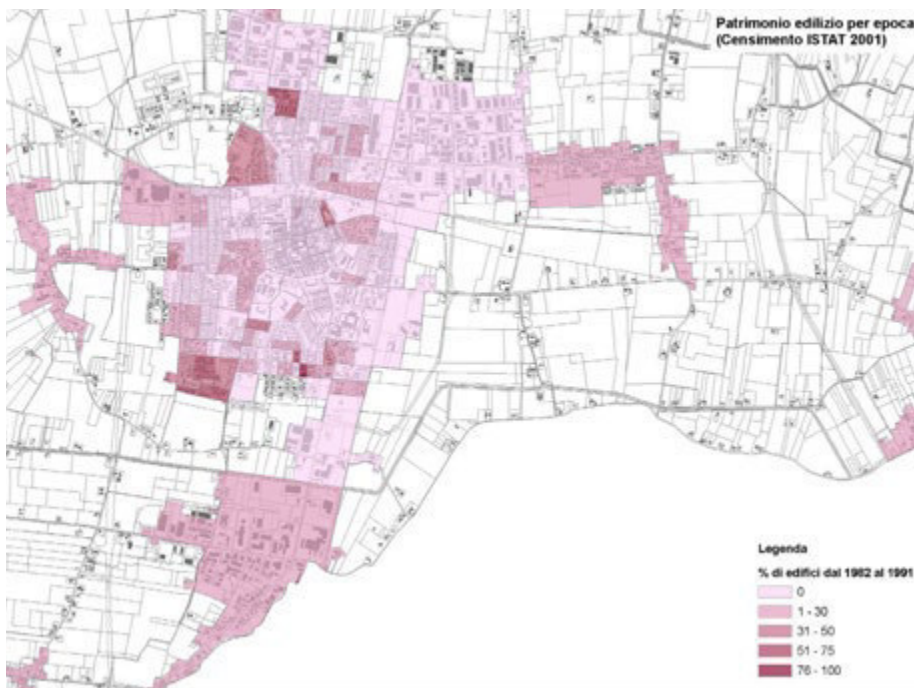 Patrimonio edilizio per epoca
(Censimento ISTAT 2001)
Legenda
% di edifici dal 1982 al 1991
0
1 - 30
31 - 50
51 - 75
76 - 100